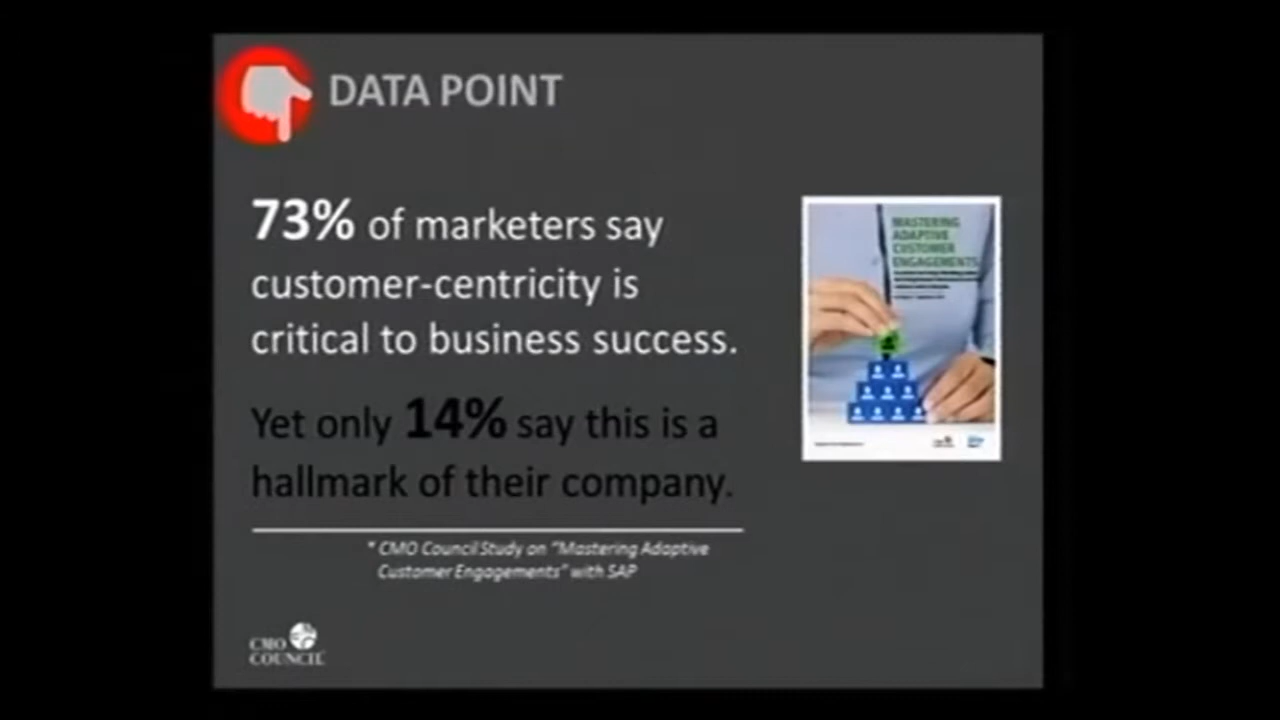 DATA POINT
73% of marketers say
customer-centricity is
critical to business success.
Yet only 14% say this is a
hallmark of their company.
* CMO Council Study on "Mastering Adaptive
Customer Engagements" with SAP
MASTERING
ADAPTIVE
CUSTOMER
ENGAGEMENTS
CMO
COUNCIL